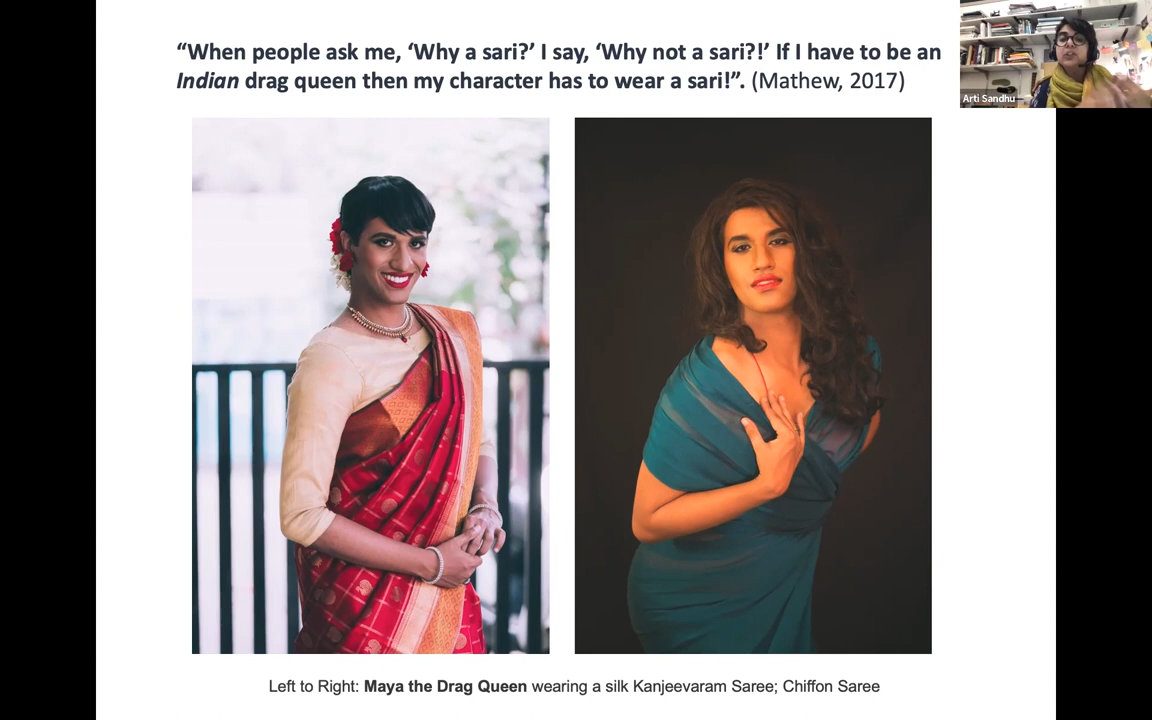 “When people ask me, ‘Why a sari?’ I say, ‘Why not a sari?!’ If I have to be an
Indian drag queen then my character has to wear a sari!”. (Mathew, 2017)
Arti Sandhu
Left to Right: Maya the Drag Queen wearing a silk Kanjeevaram Saree; Chiffon Saree